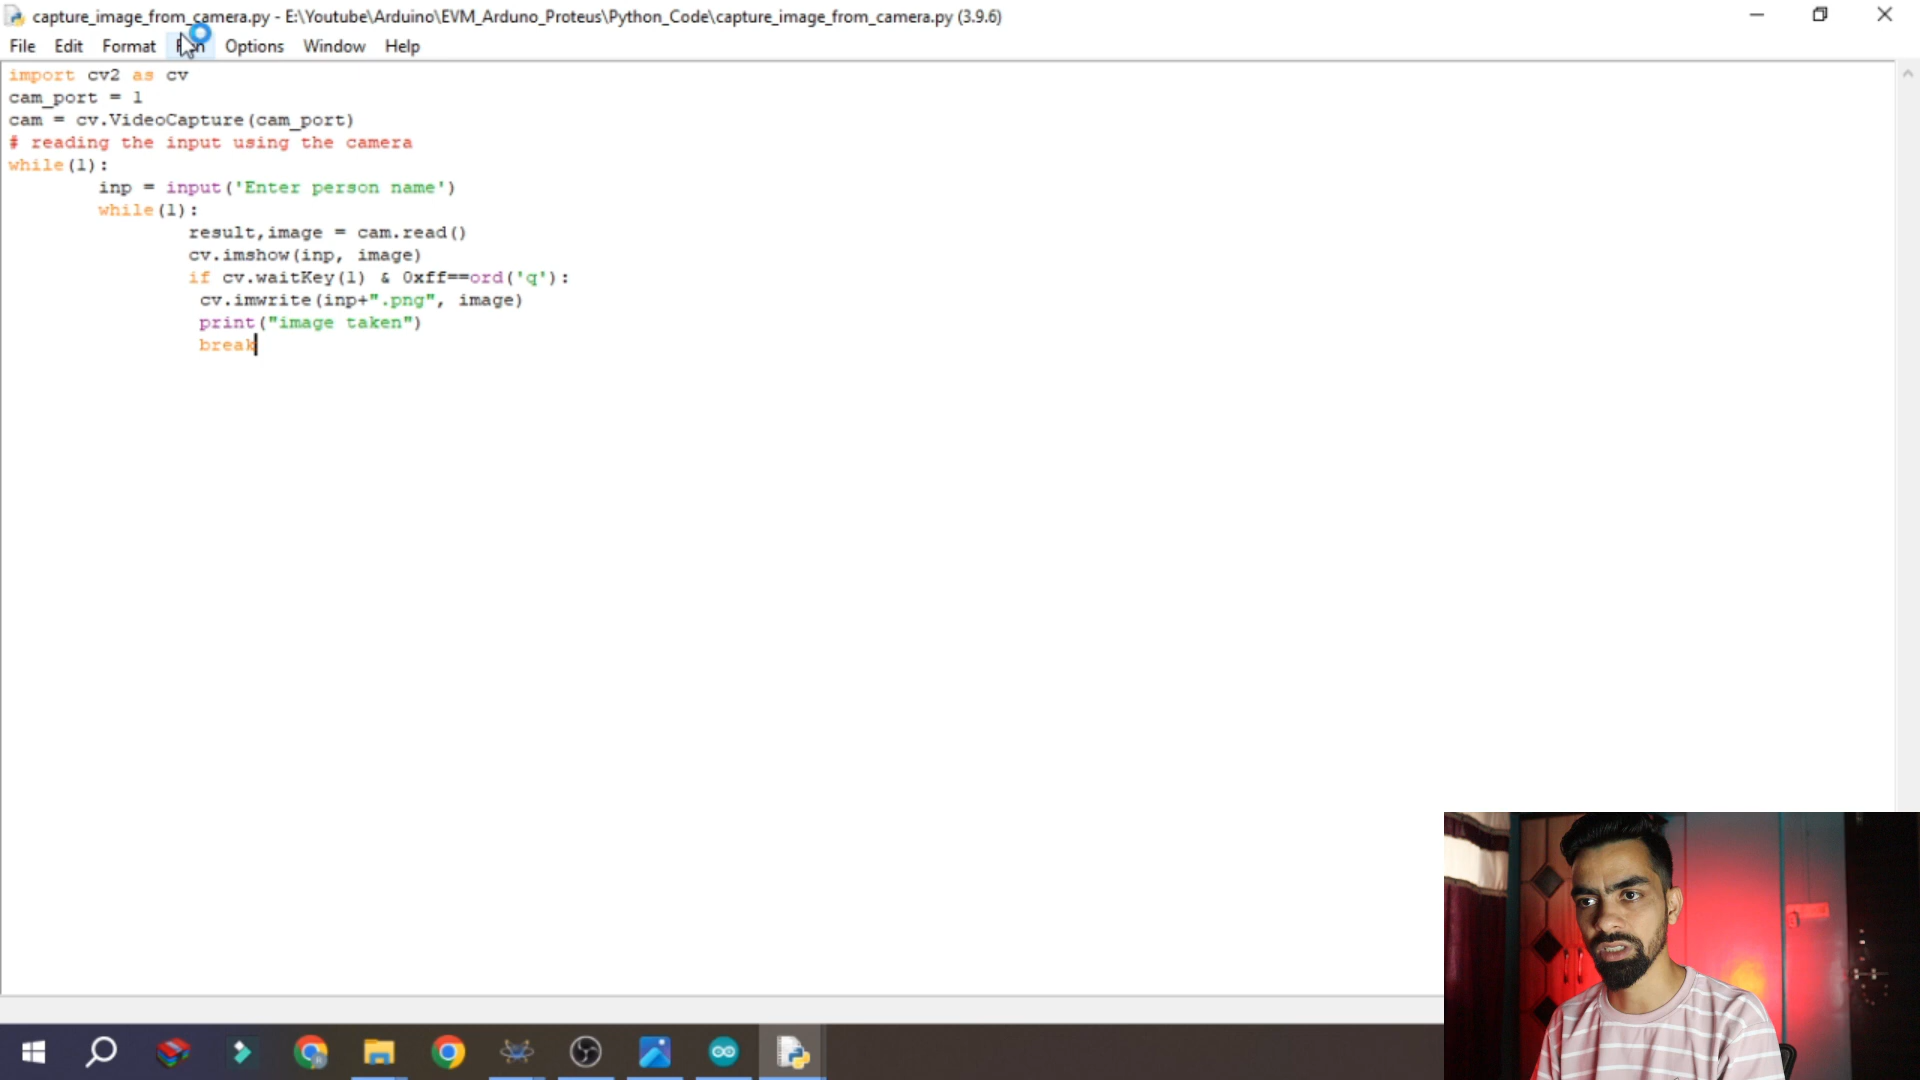 capture_image_from_camera.py - E:\Youtube\Arduino\EVM_Arduno_Proteus\Python_Code\capture_image_from_camera.py (3.9.6)
File Edit Format Run Options Window Help
import cv2 as cv
cam_port = 1
cam = cv.VideoCapture(cam_port)
# reading the input using the camera
while(1):
inp = input('Enter person name')
while(1):
result,image = cam.read()
cv.imshow(inp, image)
if cv.waitKey(1) & 0xff==ord('q'):
cv.imwrite(inp+".png", image)
print("image taken")
break